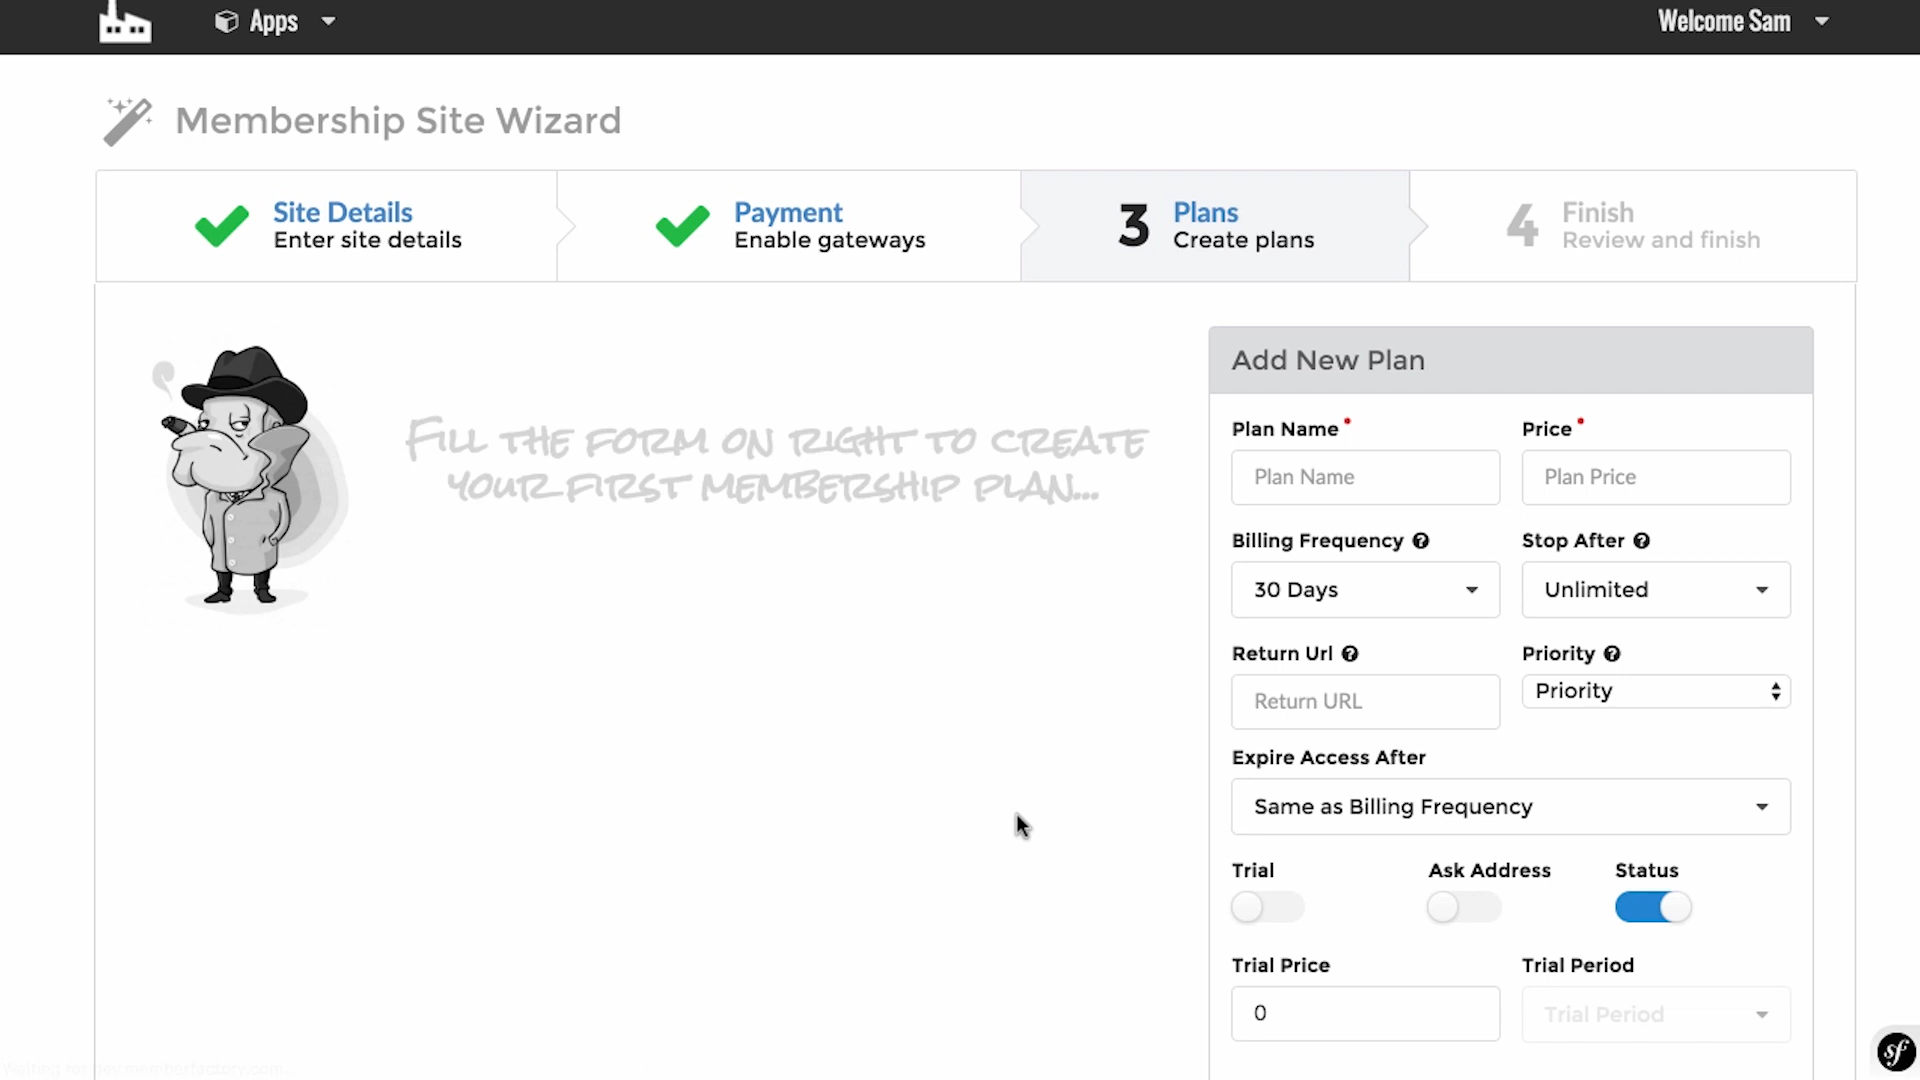 Apps
Welcome Sam
Membership Site Wizard
Site Details
Enter site details
Payment
Enable gateways
3
Plans
Create plans
4
Finish
Review and finish
Fill the form on right to create
your first membership plan...
Add New Plan
Plan Name *
Price *
Plan Name
Plan Price
Billing Frequency ?
Stop After ?
30 Days
Unlimited
Return Url ?
Priority ?
Return URL
Priority
Expire Access After
Same as Billing Frequency
Trial
Ask Address
Status
Trial Price
Trial Period
0
Trial Period
sf